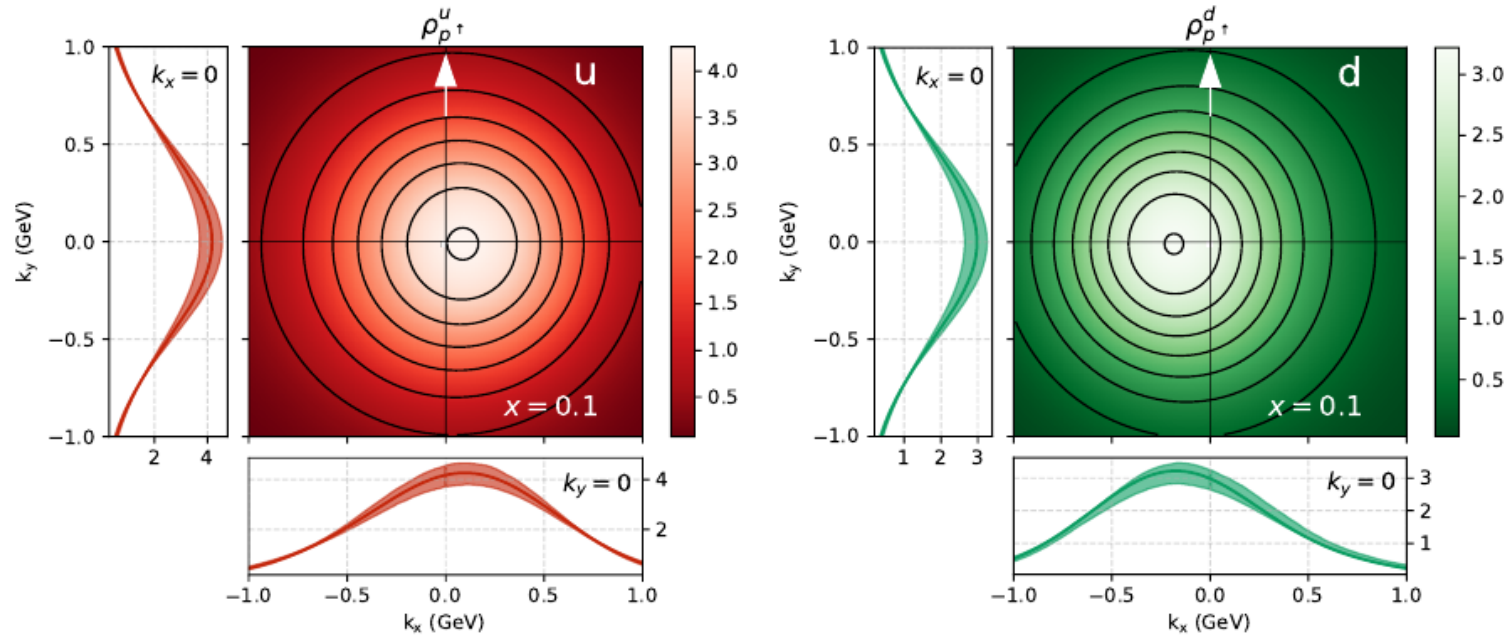 ρ^u_{p↑}
1.0
0.5
0.0
−0.5
−1.0
k_y (GeV)
k_x = 0
2 4
u
x = 0.1
4.0
3.5
3.0
2.5
2.0
1.5
1.0
0.5
k_y = 0
4
2
−1.0 −0.5 0.0 0.5 1.0
k_x (GeV)
ρ^d_{p↑}
1.0
0.5
0.0
−0.5
−1.0
k_y (GeV)
k_x = 0
1 2 3
d
x = 0.1
3.0
2.5
2.0
1.5
1.0
0.5
k_y = 0
3
2
1
−1.0 −0.5 0.0 0.5 1.0
k_x (GeV)